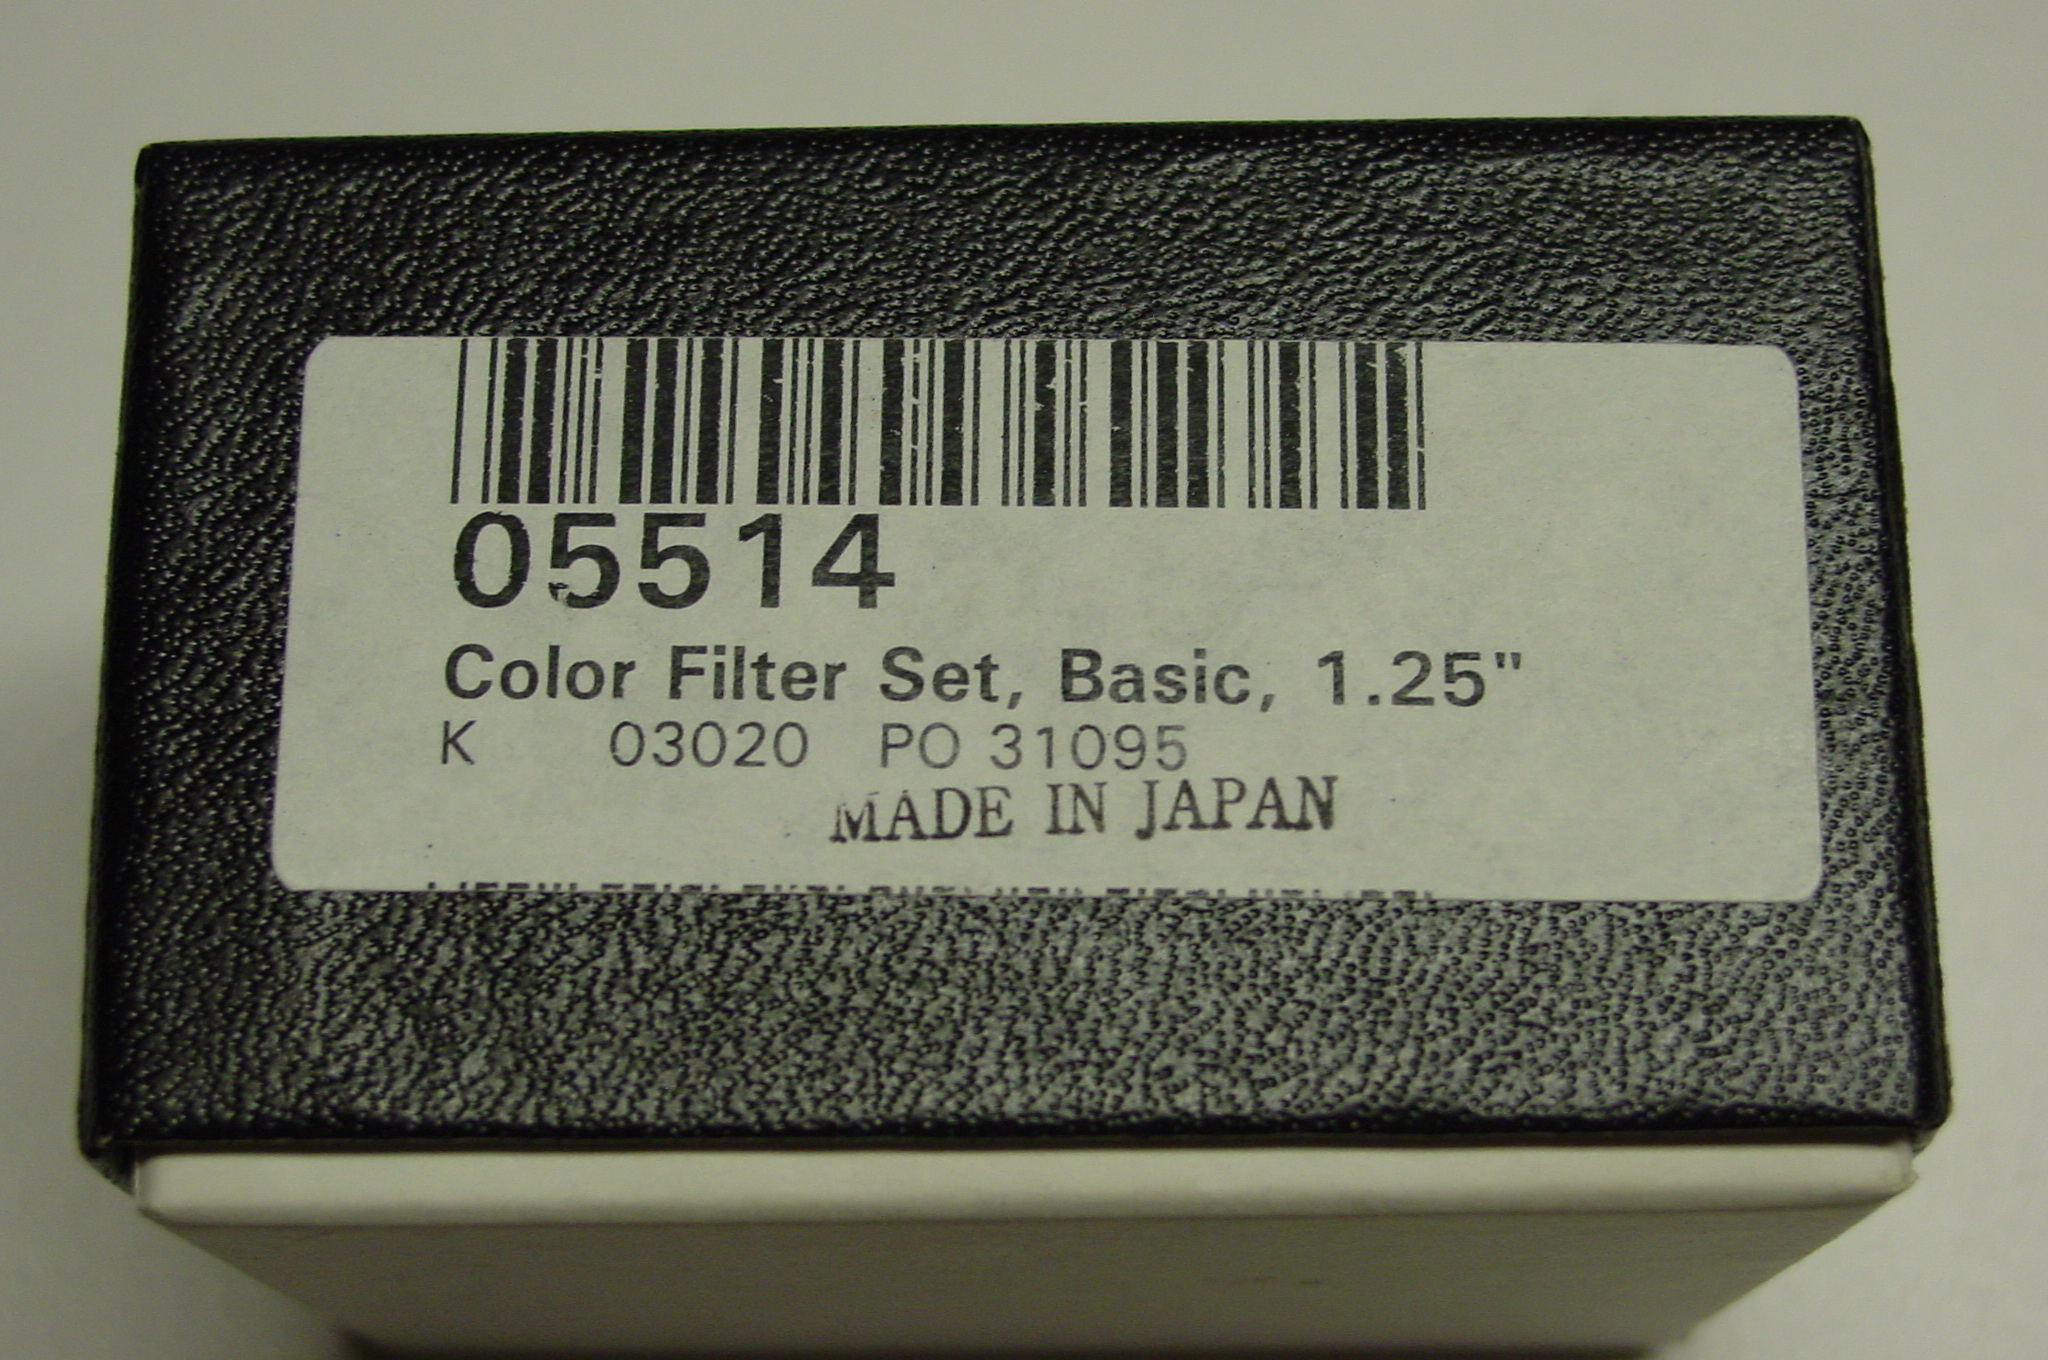 05514
Color Filter Set, Basic, 1.25"
K 03020 PO 31095
MADE IN JAPAN